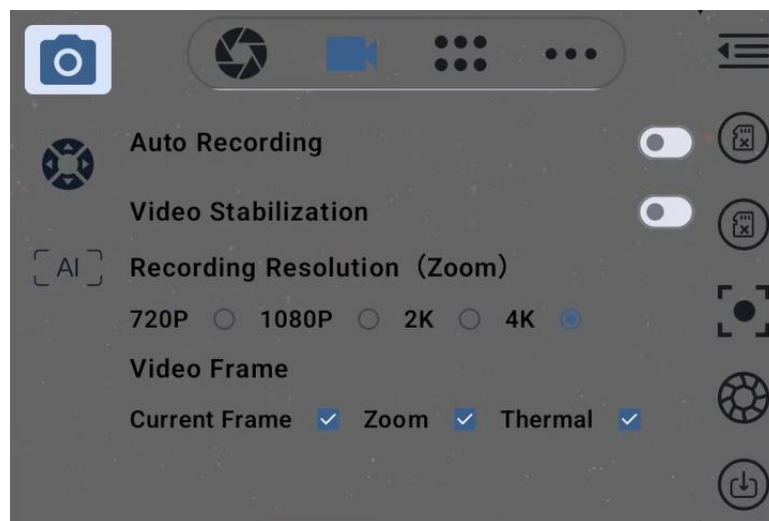 AI
Auto Recording
Video Stabilization
Recording Resolution（Zoom）
720P 1080P 2K 4K
Video Frame
Current Frame Zoom Thermal